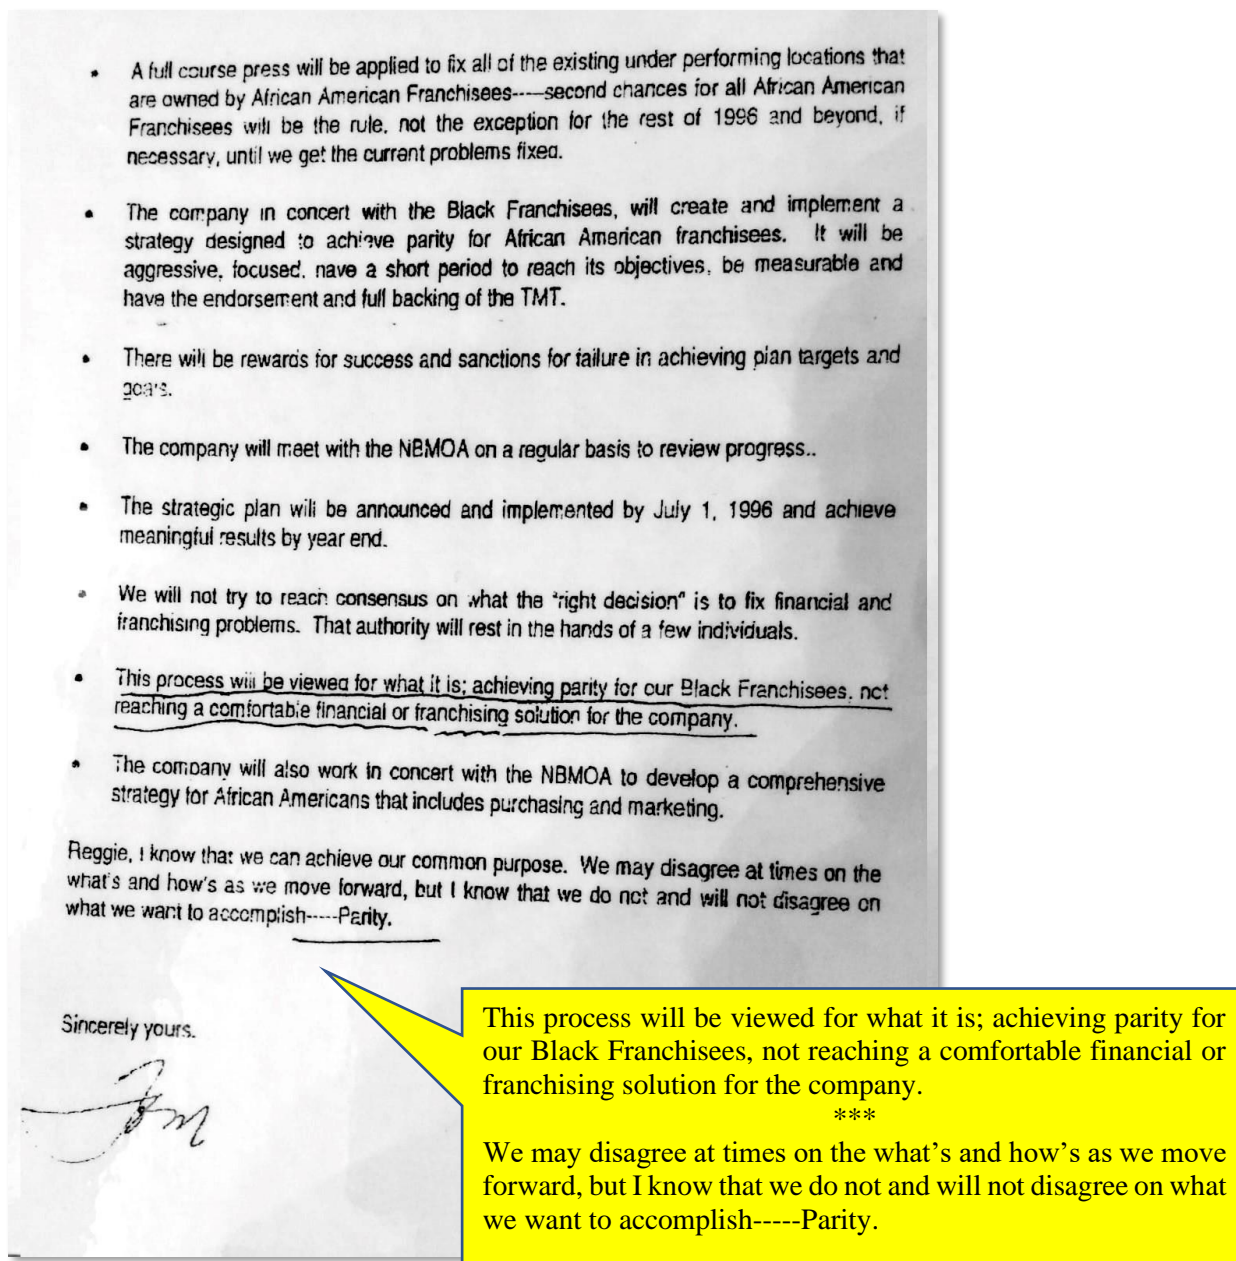 • A full course press will be applied to fix all of the existing under performing locations that
are owned by African American Franchisees----second chances for all African American
Franchisees will be the rule, not the exception for the rest of 1996 and beyond, if
necessary, until we get the current problems fixed.
• The company in concert with the Black Franchisees, will create and implement a
strategy designed to achieve parity for African American franchisees. It will be
aggressive, focused, have a short period to reach its objectives, be measurable and
have the endorsement and full backing of the TMT.
• There will be rewards for success and sanctions for failure in achieving plan targets and
goals.
• The company will meet with the NBMOA on a regular basis to review progress..
• The strategic plan will be announced and implemented by July 1, 1996 and achieve
meaningful results by year end.
• We will not try to reach consensus on what the "right decision" is to fix financial and
franchising problems. That authority will rest in the hands of a few individuals.
• This process will be viewed for what it is; achieving parity for our Black Franchisees, not
reaching a comfortable financial or franchising solution for the company.
• The company will also work in concert with the NBMOA to develop a comprehensive
strategy for African Americans that includes purchasing and marketing.
Reggie, I know that we can achieve our common purpose. We may disagree at times on the
what's and how's as we move forward, but I know that we do not and will not disagree on
what we want to accomplish-----Parity.
Sincerely yours,
Tom
This process will be viewed for what it is; achieving parity for
our Black Franchisees, not reaching a comfortable financial or
franchising solution for the company.
***
We may disagree at times on the what’s and how’s as we move
forward, but I know that we do not and will not disagree on what
we want to accomplish-----Parity.